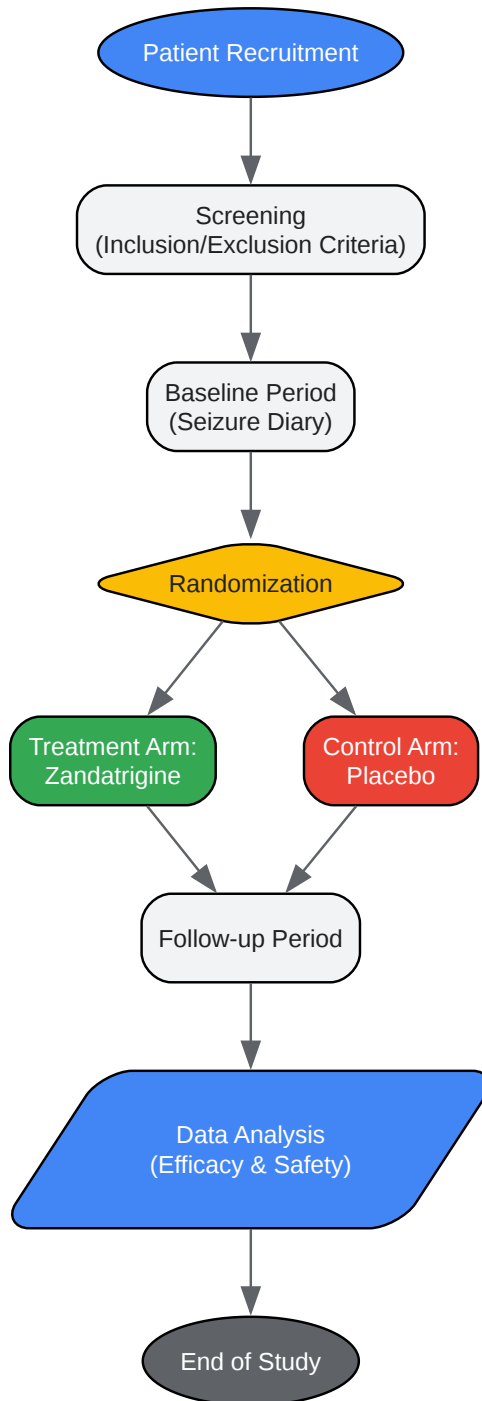 Patient Recruitment
Screening
(Inclusion/Exclusion Criteria)
Baseline Period
(Seizure Diary)
Randomization
Treatment Arm:
Zandatrigine
Control Arm:
Placebo
Follow-up Period
Data Analysis
(Efficacy & Safety)
End of Study